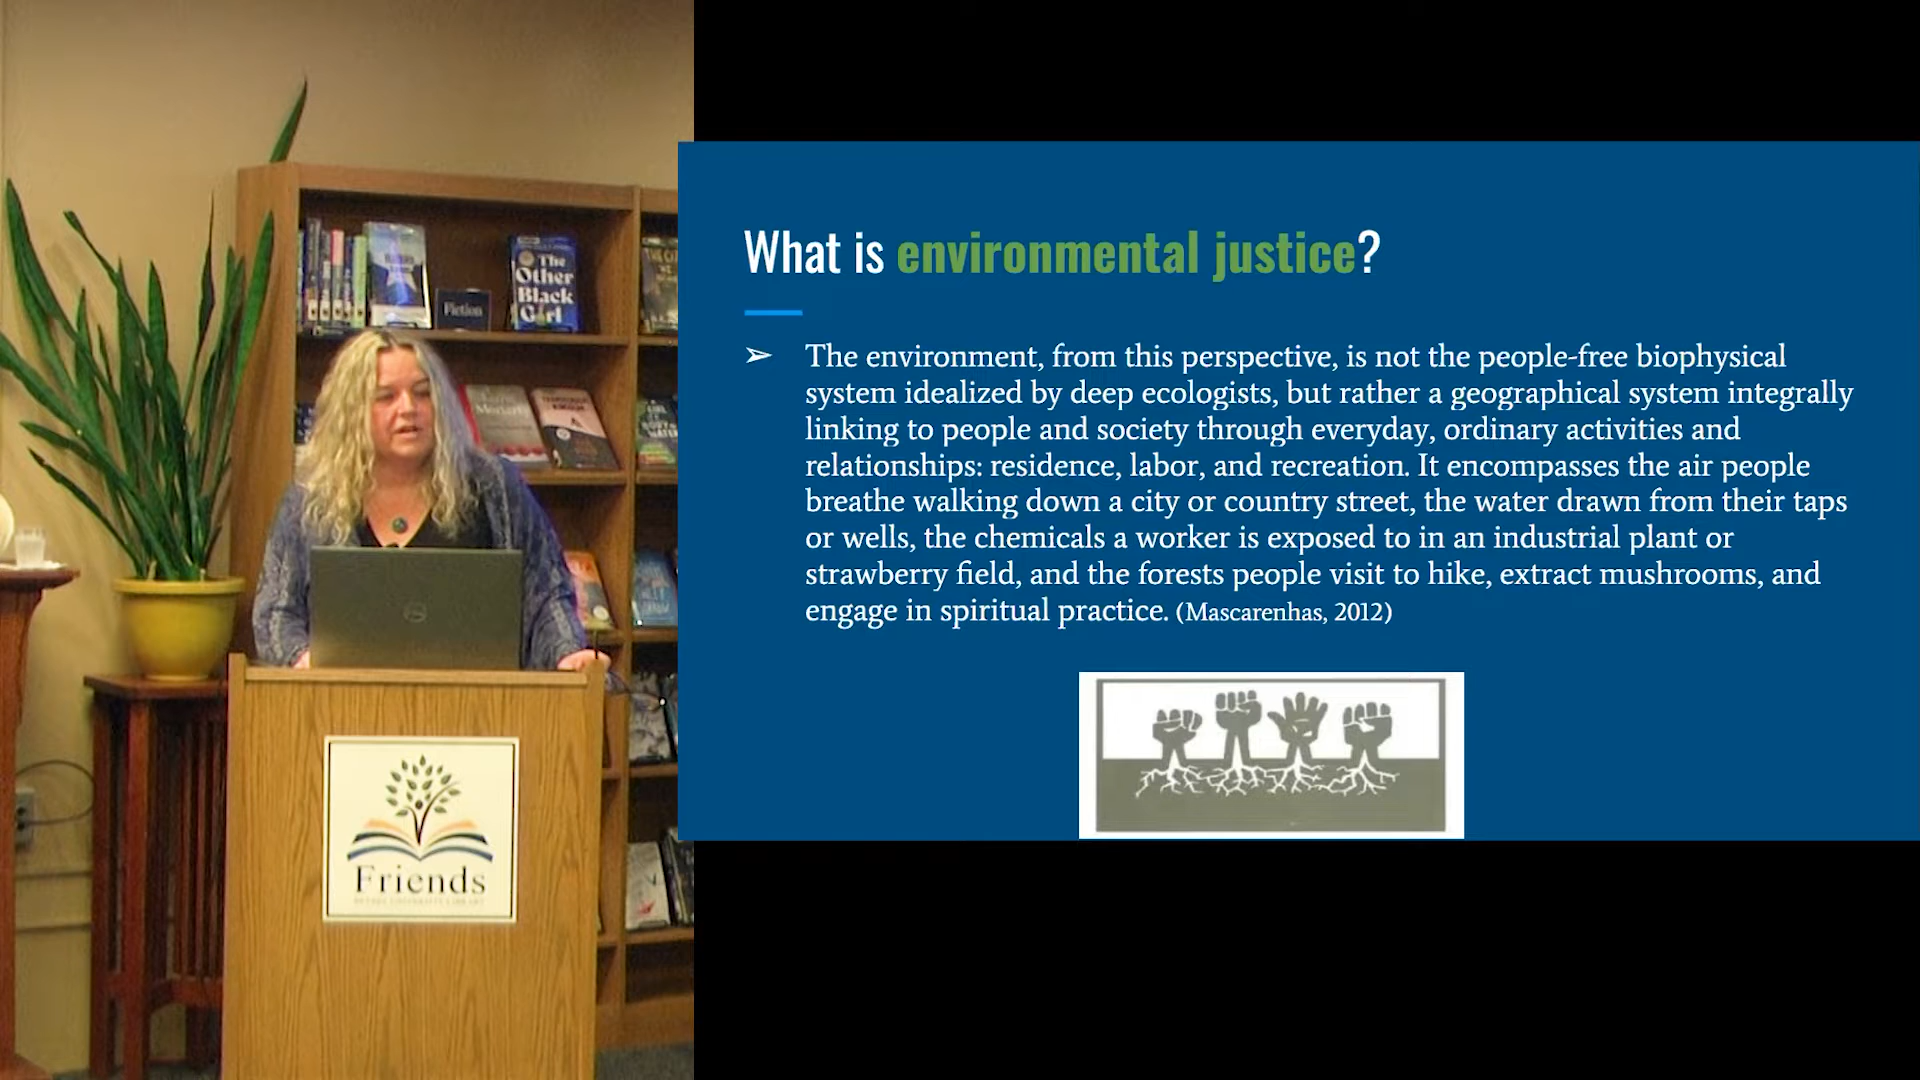 The
Other
Black
Girl
Fiction
Moriarty
Friends
BETHEL UNIVERSITY LIBRARY
What is environmental justice?
➢ The environment, from this perspective, is not the people-free biophysical
system idealized by deep ecologists, but rather a geographical system integrally
linking to people and society through everyday, ordinary activities and
relationships: residence, labor, and recreation. It encompasses the air people
breathe walking down a city or country street, the water drawn from their taps
or wells, the chemicals a worker is exposed to in an industrial plant or
strawberry field, and the forests people visit to hike, extract mushrooms, and
engage in spiritual practice. (Mascarenhas, 2012)